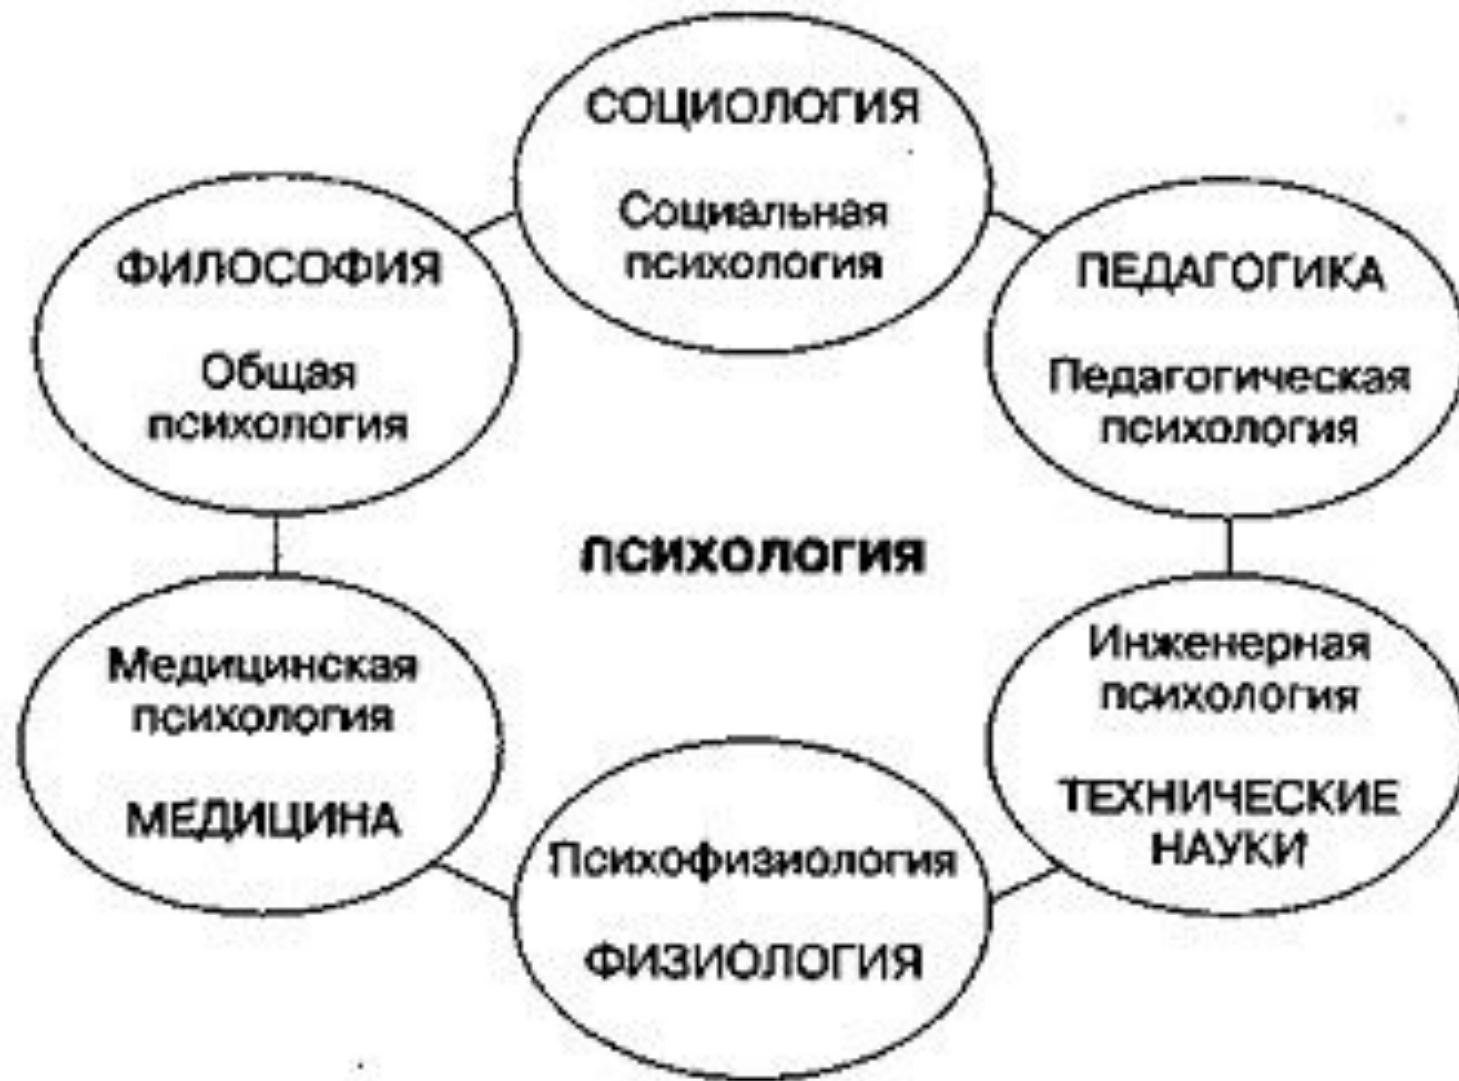 СОЦИОЛОГИЯ
Социальная
психология
ФИЛОСОФИЯ
Общая
психология
ПЕДАГОГИКА
Педагогическая
психология
ПСИХОЛОГИЯ
Медицинская
психология
МЕДИЦИНА
Инженерная
психология
ТЕХНИЧЕСКИЕ
НАУКИ
Психофизиология
ФИЗИОЛОГИЯ